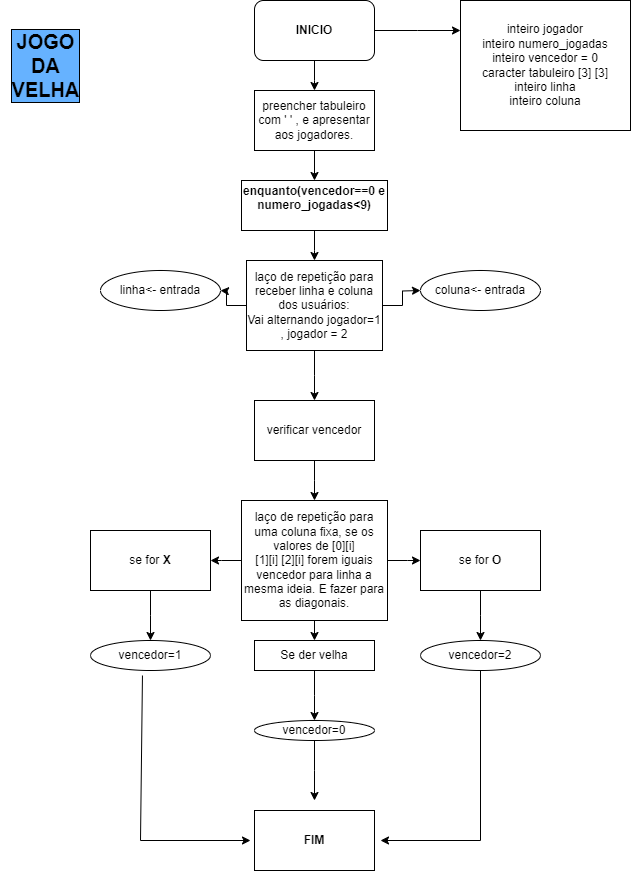 JOGO
DA
VELHA
INICIO
inteiro jogador
inteiro numero_jogadas
inteiro vencedor = 0
caracter tabuleiro [3] [3]
inteiro linha
inteiro coluna
preencher tabuleiro
com ' ' , e apresentar
aos jogadores.
enquanto(vencedor==0 e
numero_jogadas<9)
laço de repetição para
receber linha e coluna
dos usuários:
Vai alternando jogador=1
, jogador = 2
linha<- entrada
coluna<- entrada
verificar vencedor
laço de repetição para
uma coluna fixa, se os
valores de [0][i]
[1][i] [2][i] forem iguais
vencedor para linha a
mesma ideia. E fazer para
as diagonais.
se for X
se for O
vencedor=1
Se der velha
vencedor=2
vencedor=0
FIM